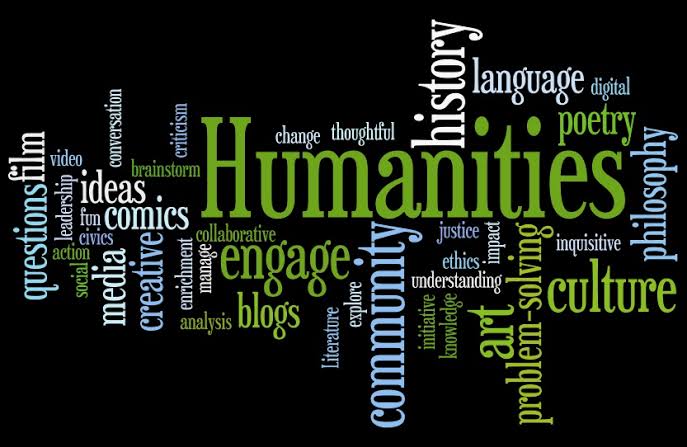 history
language
digital
poetry
philosophy
Humanities
change
thoughtful
criticism
conversation
brainstorm
film
video
leadership
ideas
fun
comics
questions
civics
action
social
media
creative
enrichment
manage
collaborative
engage
analysis
blogs
Literature
explore
community
justice
ethics
impact
understanding
initiative
knowledge
art
problem-solving
inquisitive
culture